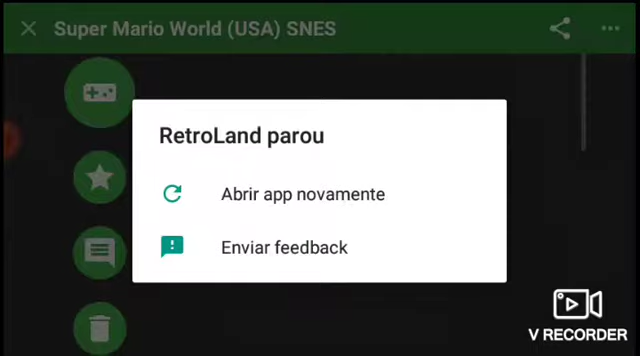 Super Mario World (USA) SNES
RetroLand parou
Abrir app novamente
Enviar feedback
V RECORDER